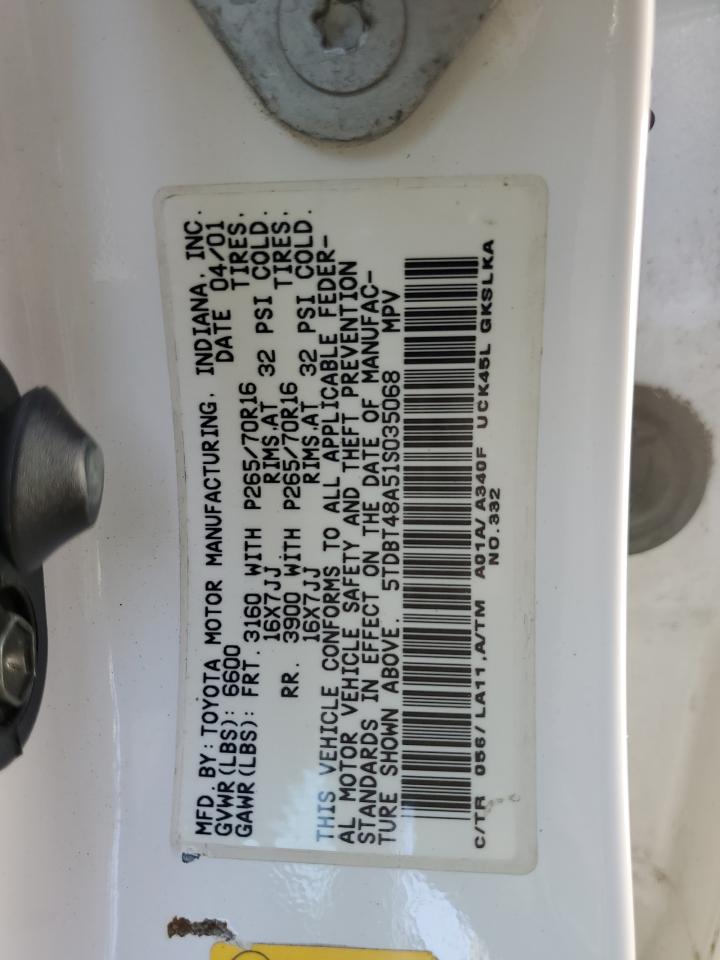 MFD. BY: TOYOTA MOTOR MANUFACTURING, INDIANA, INC.
GVWR(LBS): 6600 DATE 04/01
GAWR(LBS): FRT. 3160 WITH P265/70R16 TIRES,
16X7JJ RIMS,AT 32 PSI COLD.
RR. 3900 WITH P265/70R16 TIRES,
16X7JJ RIMS,AT 32 PSI COLD.
THIS VEHICLE CONFORMS TO ALL APPLICABLE FEDER-
AL MOTOR VEHICLE SAFETY AND THEFT PREVENTION
STANDARDS IN EFFECT ON THE DATE OF MANUFAC-
TURE SHOWN ABOVE. 5TDBT48A51S035068 MPV
C/TR 056/ LA11,A/TM A01A/ A340F UCK45L GKSLKA
NO.332